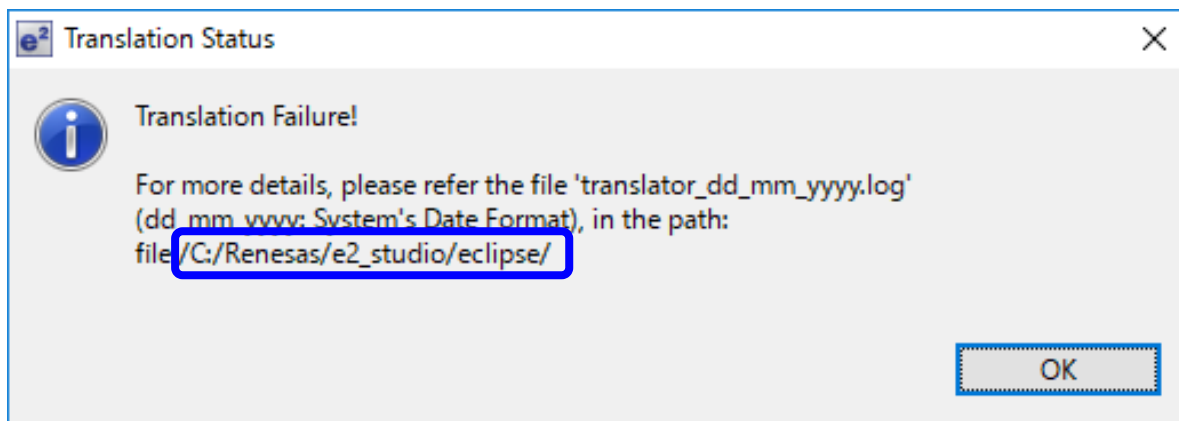 e² Translation Status
Translation Failure!
For more details, please refer the file 'translator_dd_mm_yyyy.log'
(dd_mm_yyyy: System's Date Format), in the path:
file:/C:/Renesas/e2_studio/eclipse/
OK